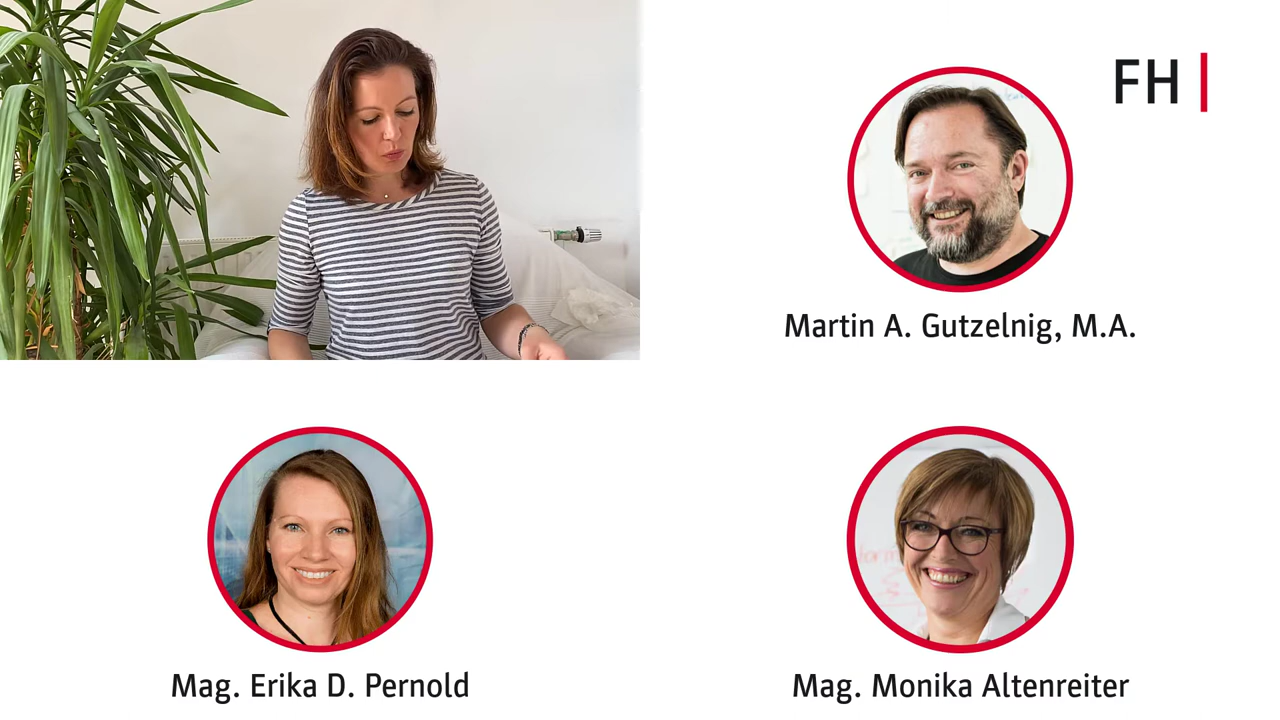 FH |
Martin A. Gutzelnig, M.A.
Mag. Erika D. Pernold
Mag. Monika Altenreiter